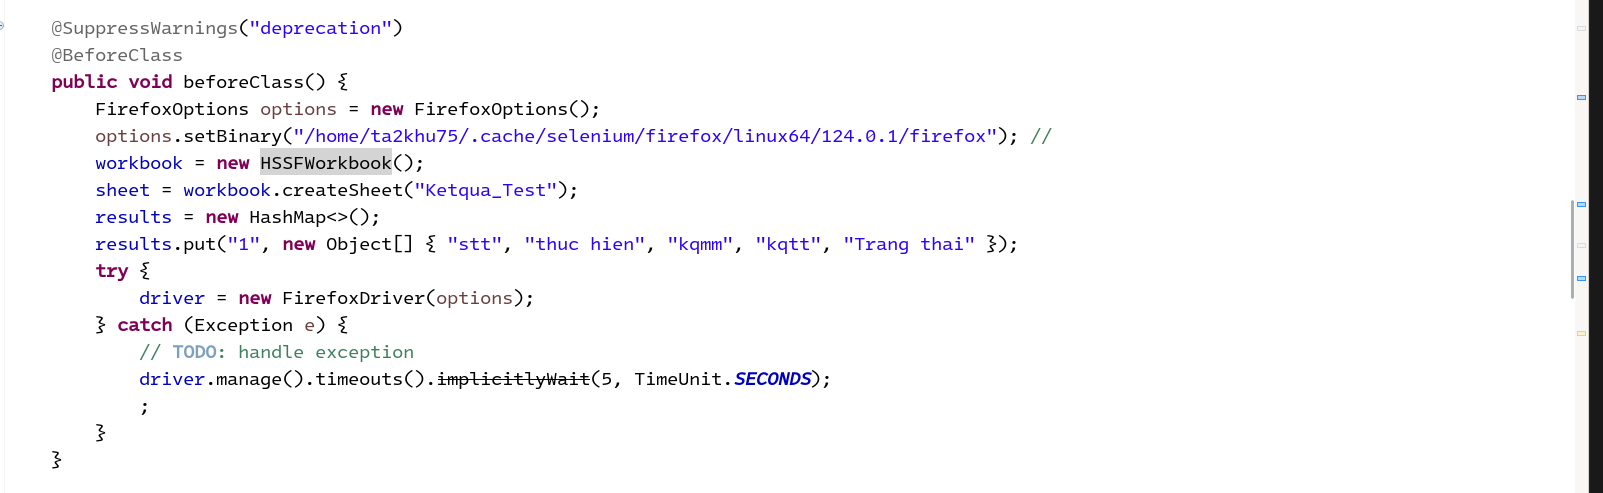 @SuppressWarnings("deprecation")
@BeforeClass
public void beforeClass() {
    FirefoxOptions options = new FirefoxOptions();
    options.setBinary("/home/ta2khu75/.cache/selenium/firefox/linux64/124.0.1/firefox"); //
    workbook = new HSSFWorkbook();
    sheet = workbook.createSheet("Ketqua_Test");
    results = new HashMap<>();
    results.put("1", new Object[] { "stt", "thuc hien", "kqmm", "kqtt", "Trang thai" });
    try {
        driver = new FirefoxDriver(options);
    } catch (Exception e) {
        // TODO: handle exception
        driver.manage().timeouts().implicitlyWait(5, TimeUnit.SECONDS);
        ;
    }
}